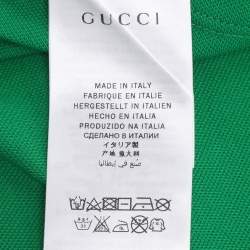 GUCCI
MADE IN ITALY
FABRIQUE EN ITALIE
HERGESTELLT IN ITALIEN
HECHO EN ITALIA
PRODUZIDO NA ITALIA
СДЕЛАНО В ИТАЛИИ
イタリア製
产地 意大利
صنع في إيطاليا